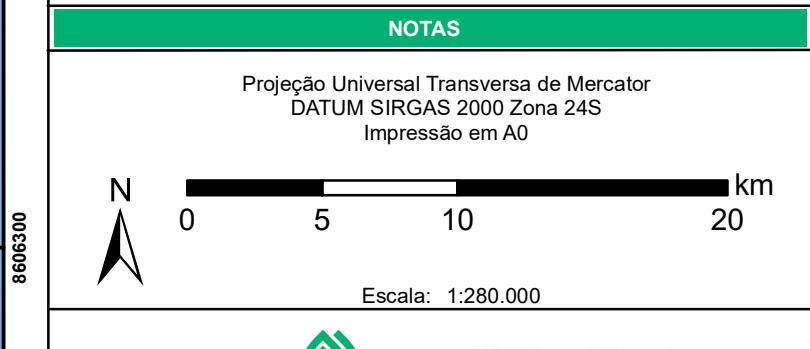 NOTAS
Projeção Universal Transversa de Mercator
DATUM SIRGAS 2000 Zona 24S
Impressão em A0
N
km
0 5 10 20
8606300
Escala: 1:280.000